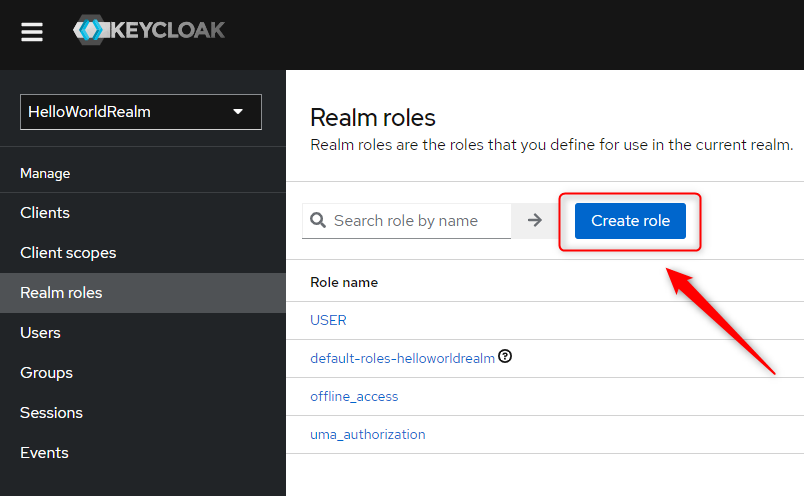 KEYCLOAK
HelloWorldRealm
Manage
Clients
Client scopes
Realm roles
Users
Groups
Sessions
Events
Realm roles
Realm roles are the roles that you define for use in the current realm.
Search role by name
Create role
Role name
USER
default-roles-helloworldrealm
offline_access
uma_authorization